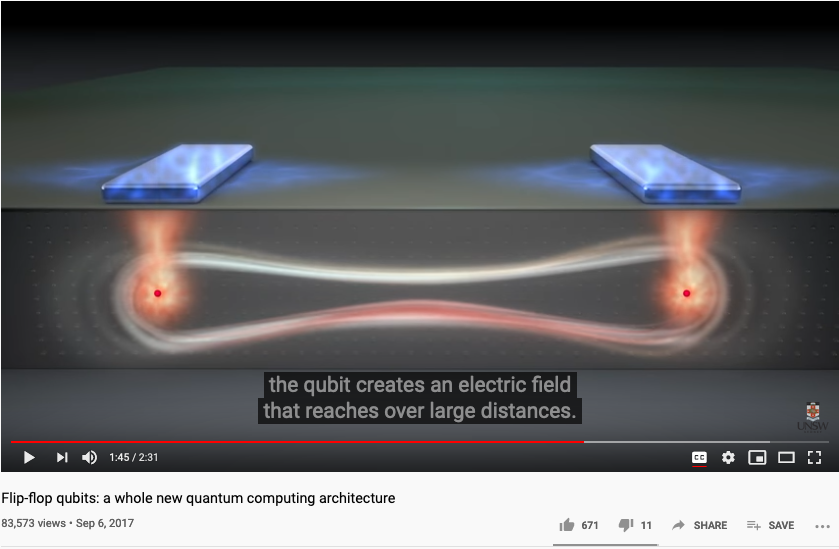 the qubit creates an electric field
that reaches over large distances.
UNSW
1:45 / 2:31
CC
Flip-flop qubits: a whole new quantum computing architecture
83,573 views • Sep 6, 2017
671
11
SHARE
SAVE